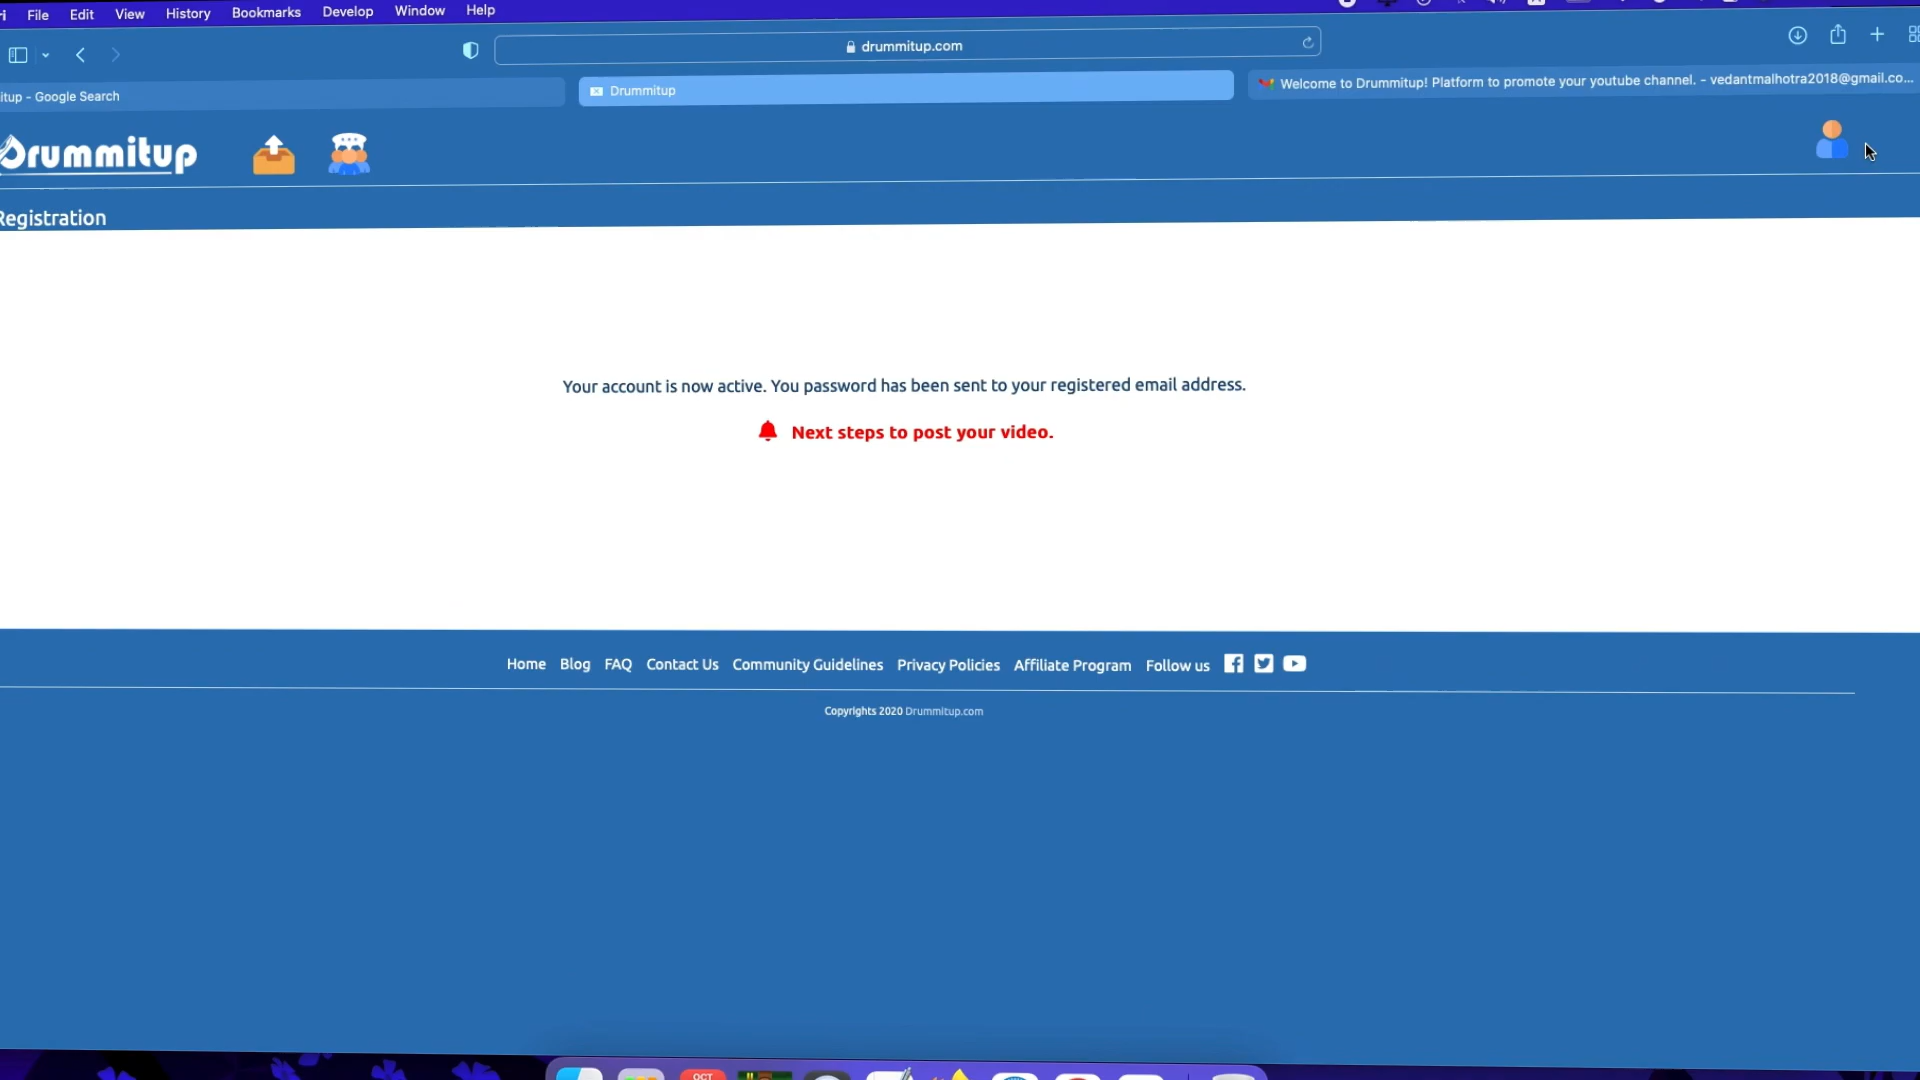 File Edit View History Bookmarks Develop Window Help
drummitup.com
itup - Google Search
Drummitup
Welcome to Drummitup! Platform to promote your youtube channel. - vedantmalhotra2018@gmail.co...
Drummitup
Registration
Your account is now active. You password has been sent to your registered email address.
Next steps to post your video.
Home Blog FAQ Contact Us Community Guidelines Privacy Policies Affiliate Program Follow us
Copyrights 2020 Drummitup.com
OCT